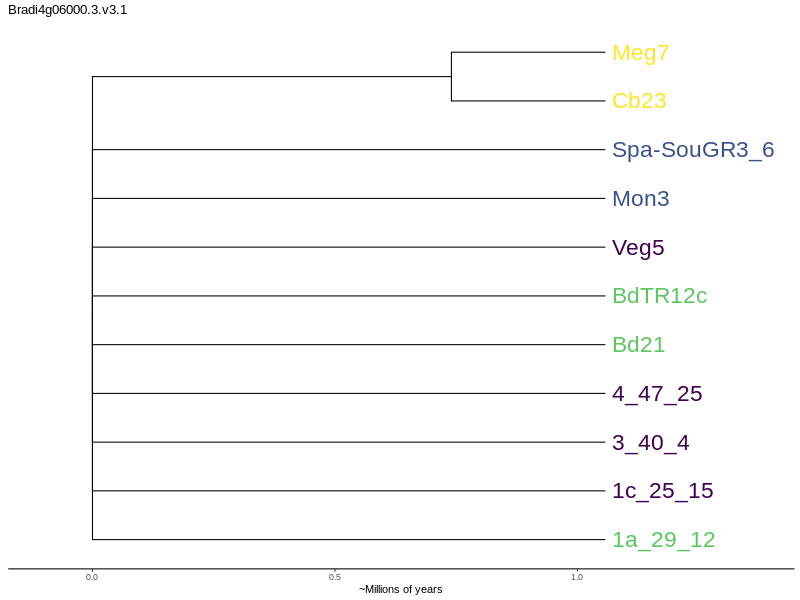 Bradi4g06000.3.v3.1
Meg7
Cb23
Spa-SouGR3_6
Mon3
Veg5
BdTR12c
Bd21
4_47_25
3_40_4
1c_25_15
1a_29_12
0.0 0.5 1.0
~Millions of years